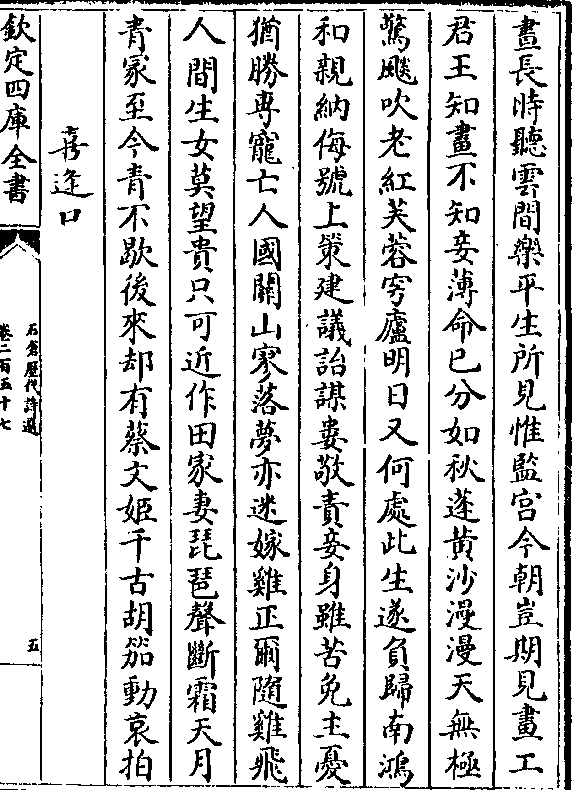 晝長時聽雲間樂平生所見惟監宮今朝豈期見畫工
君王知畫不知妾薄命已分如秋蓬黃沙漫漫天無極
驚飈吹老紅芙蓉穹廬明日又何處此生遂負歸南鴻
和親納侮號上策建議詒謀婁敬責妾身雖苦免主憂
猶勝専寵亡人國關山寥落夢亦迷嫁雞正爾隨雞飛
人間生女莫望貴只可近作田家妻琵琶聲斷霜天月
青冢至今青不歇後來却有蔡文姬千古胡笳動哀拍
喜逢口
欽定四庫全書
石倉歷代詩選
卷二百五十七
五